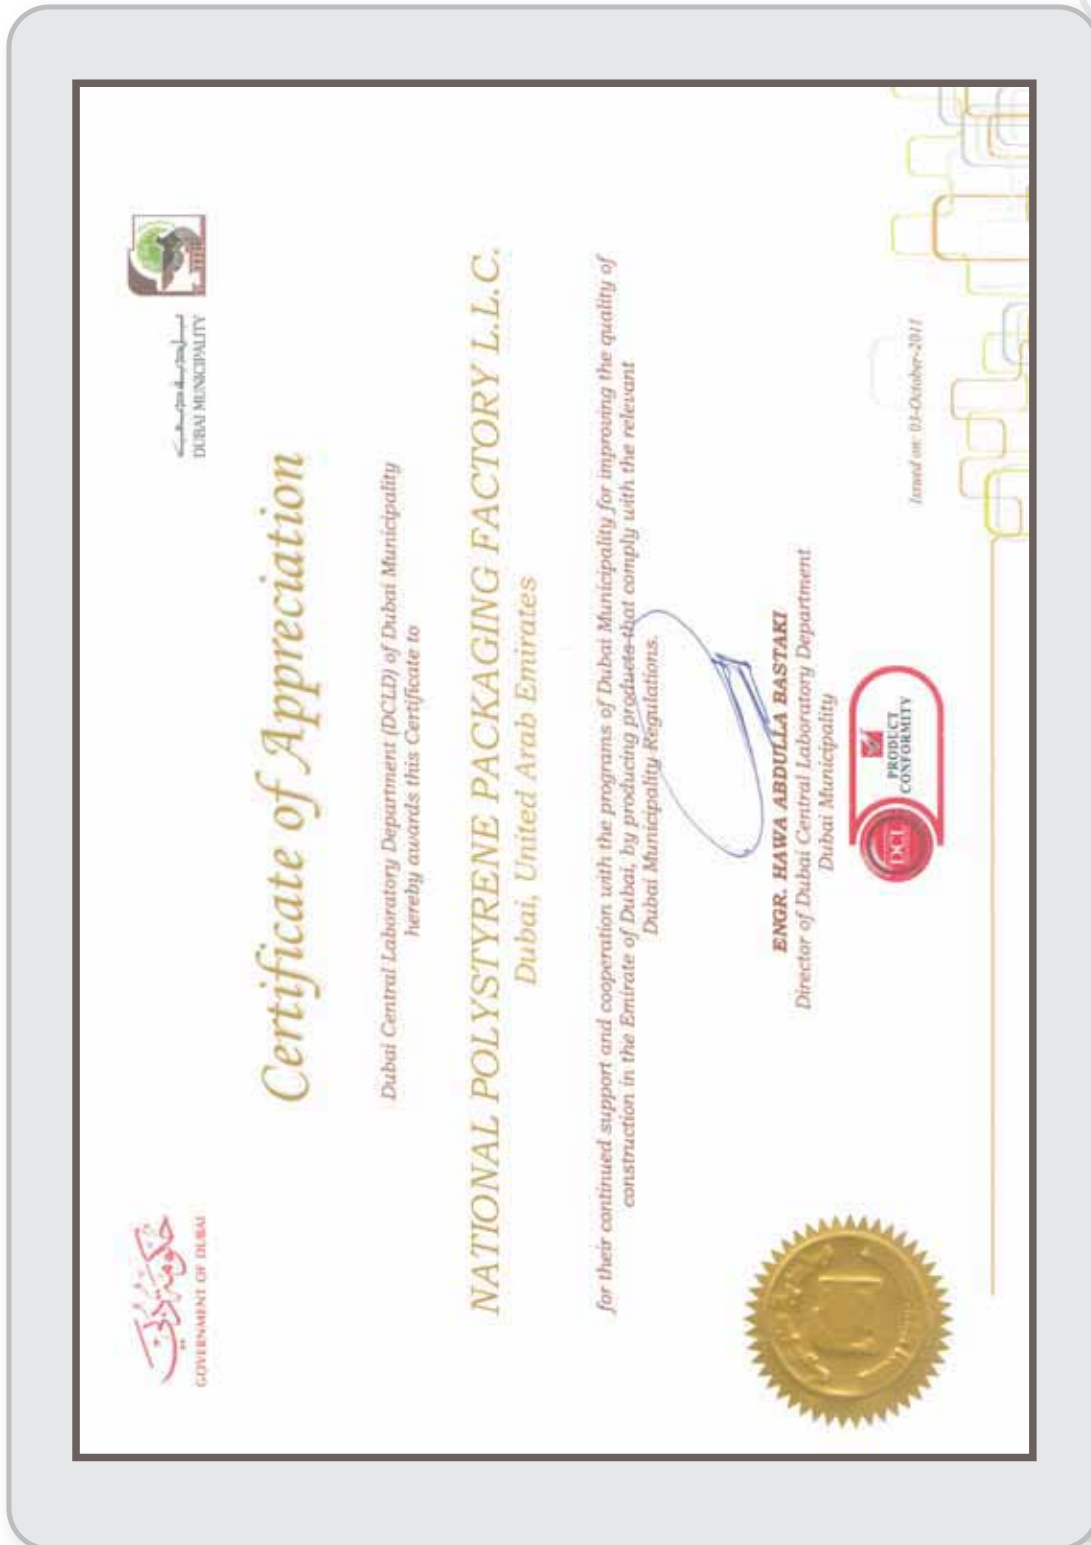 حكومة دبي
GOVERNMENT OF DUBAI
DUBAI MUNICIPALITY
Certificate of Appreciation
Dubai Central Laboratory Department (DCLD) of Dubai Municipality
hereby awards this Certificate to
NATIONAL POLYSTYRENE PACKAGING FACTORY L.L.C.
Dubai, United Arab Emirates
for their continued support and cooperation with the programs of Dubai Municipality for improving the quality of
construction in the Emirate of Dubai, by producing products that comply with the relevant
Dubai Municipality Regulations.
ENGR. HAWA ABDULLA BASTAKI
Director of Dubai Central Laboratory Department
Dubai Municipality
DCL
PRODUCT
CONFORMITY
Issued on: 03-October-2011